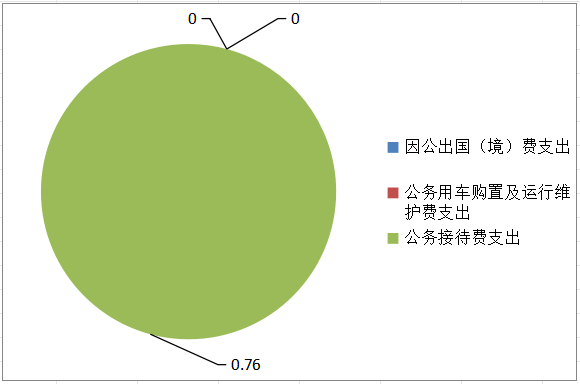 0
0
因公出国（境）费支出
公务用车购置及运行维
护费支出
公务接待费支出
0.76